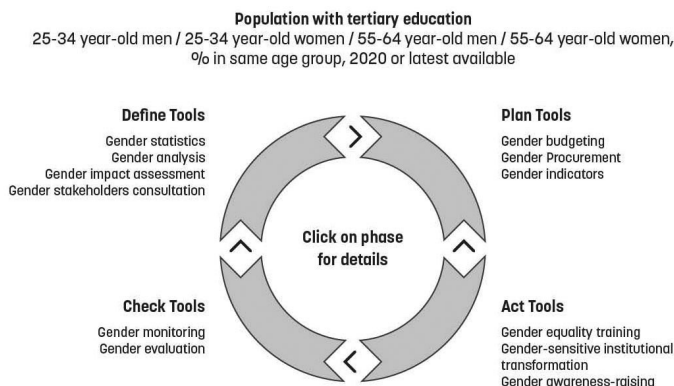 Population with tertiary education
25-34 year-old men / 25-34 year-old women / 55-64 year-old men / 55-64 year-old women,
% in same age group, 2020 or latest available
Define Tools
Gender statistics
Gender analysis
Gender impact assessment
Gender stakeholders consultation
Plan Tools
Gender budgeting
Gender Procurement
Gender indicators
Click on phase
for details
Check Tools
Gender monitoring
Gender evaluation
Act Tools
Gender equality training
Gender-sensitive institutional
transformation
Gender awareness-raising